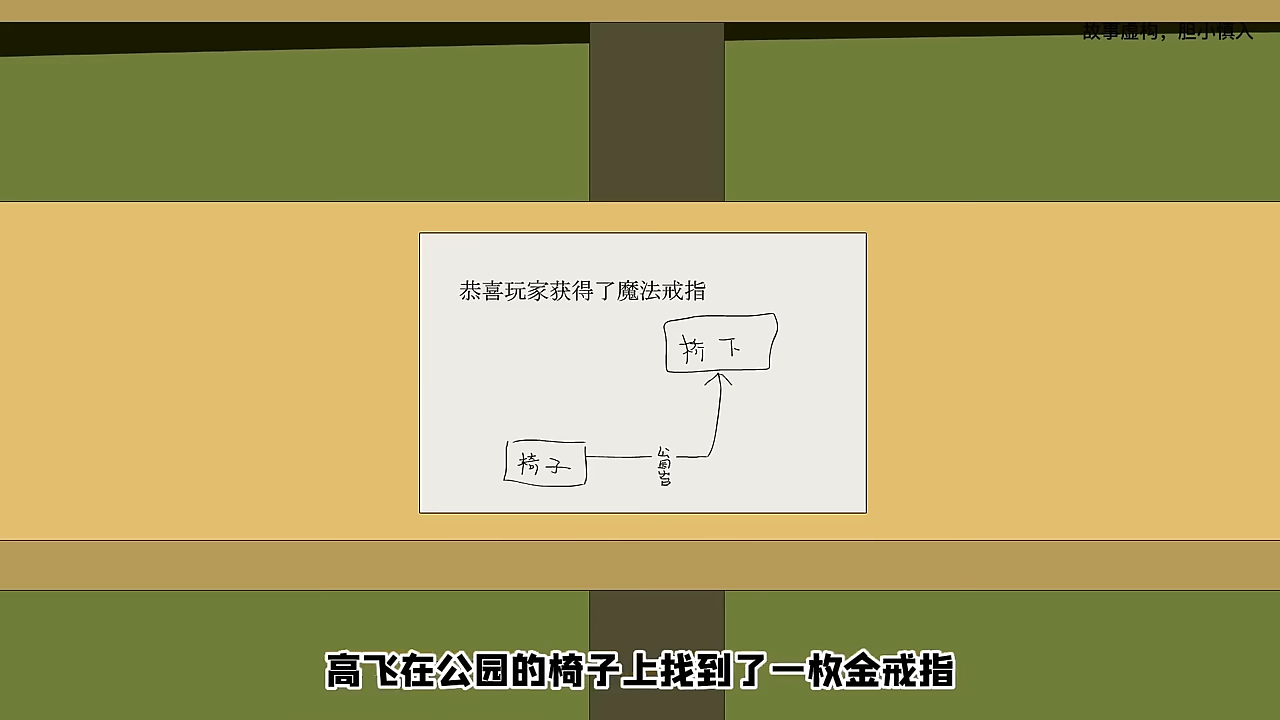 故事虚构，胆小慎入
恭喜玩家获得了魔法戒指
桥下
椅子
高飞在公园的椅子上找到了一枚金戒指